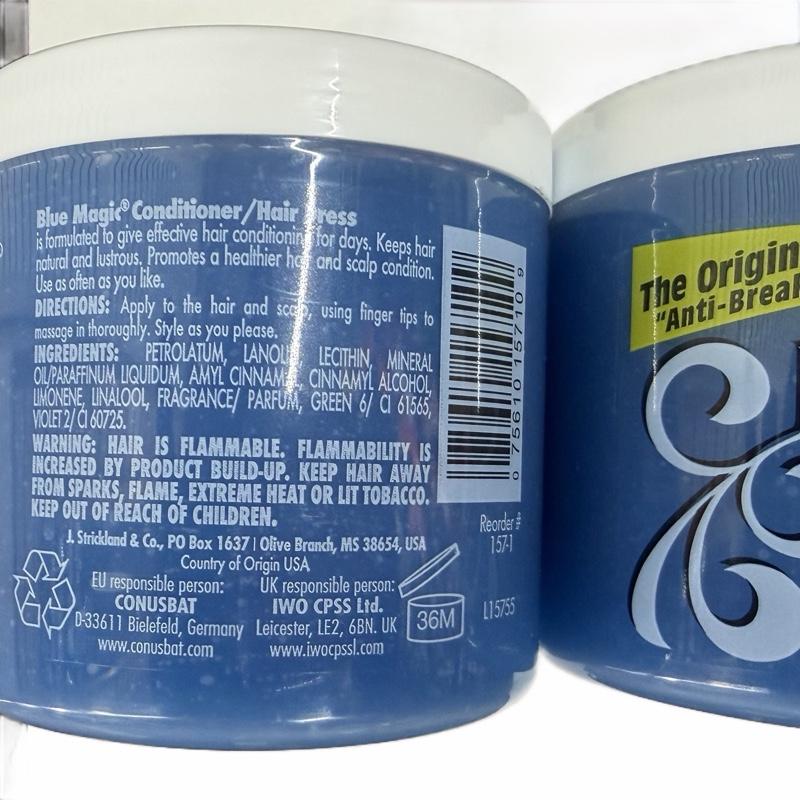 Blue Magic® Conditioner/Hair Dress
is formulated to give effective hair conditioning for days. Keeps hair
natural and lustrous. Promotes a healthier hair and scalp condition.
Use as often as you like.
DIRECTIONS: Apply to the hair and scalp, using finger tips to
massage in thoroughly. Style as you please.
INGREDIENTS: PETROLATUM, LECITHIN, MINERAL
OIL/PARAFFINUM LIQUIDUM, AMYL CINNAMAL, CINNAMYL ALCOHOL,
LIMONENE, LINALOOL, FRAGRANCE/ PARFUM, GREEN 6/ CI 61565,
VIOLET 2/ CI 60725.
WARNING: HAIR IS FLAMMABLE. FLAMMABILITY IS
INCREASED BY PRODUCT BUILD-UP. KEEP HAIR AWAY
FROM SPARKS, FLAME, EXTREME HEAT OR LIT TOBACCO.
KEEP OUT OF REACH OF CHILDREN.
J. Strickland & Co., PO Box 1637 | Olive Branch, MS 38654, USA
Country of Origin USA
EU responsible person:
CONUSBAT
D-33611 Bielefeld, Germany
www.conusbat.com
UK responsible person:
IWO CPSS Ltd.
Leicester, LE2, 6BN. UK
www.iwocpssl.com
36M
0 75610 15710 9
Reorder #
157-1
L15755
The Origin
"Anti-Break